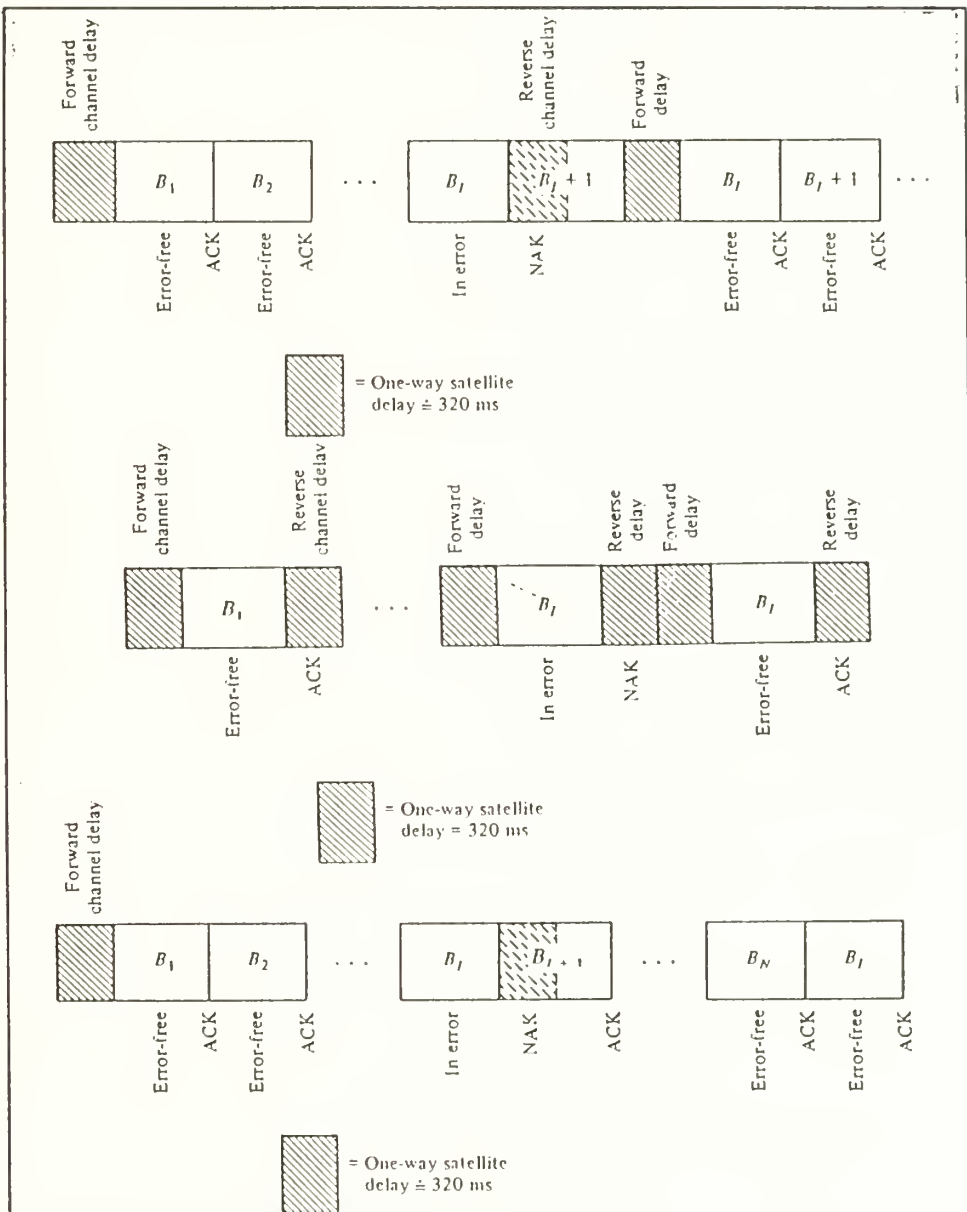 Forward
channel delay
Reverse
channel delay
Forward
delay
B1 B2 · · · BI BI + 1 BI BI + 1 · · ·
Error-free ACK Error-free ACK In error NAK Error-free ACK Error-free ACK
= One-way satellite
delay ≐ 320 ms
Forward
channel delay
Reverse
channel delay
Forward
delay
Reverse
delay
Forward
delay
Reverse
delay
B1 · · · BI BI
Error-free ACK In error NAK Error-free ACK
= One-way satellite
delay = 320 ms
Forward
channel delay
B1 B2 · · · BI BI + 1 · · · BN BI
Error-free ACK Error-free ACK In error NAK ACK Error-free ACK Error-free ACK
= One-way satellite
delay ≐ 320 ms